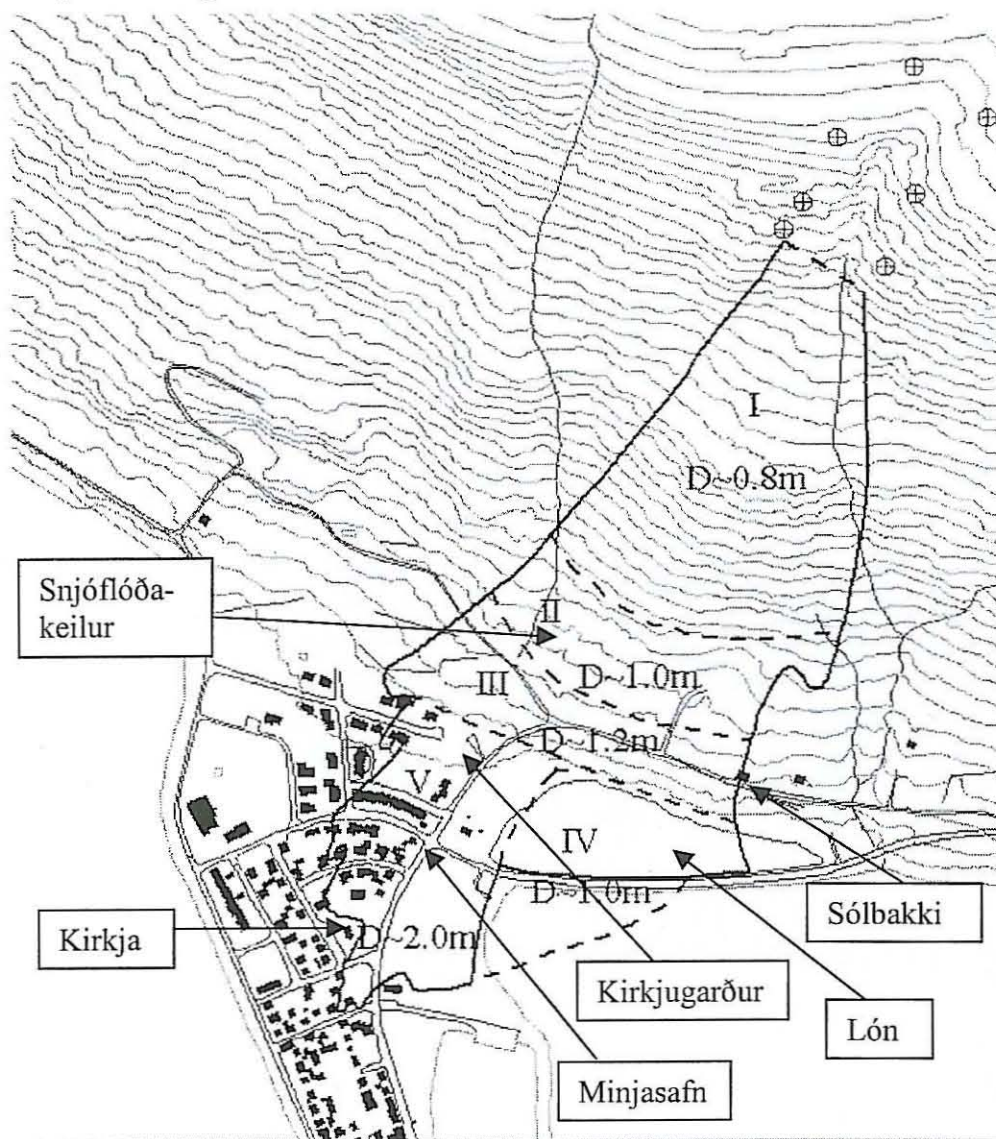 I
D~0.8m
Snjóflóða-
keilur
II
III
D~1.0m
D~1.2m
V
IV
D~1.0m
Sólbakki
Kirkja
D~2.0m
Kirkjugarður
Lón
Minjasafn